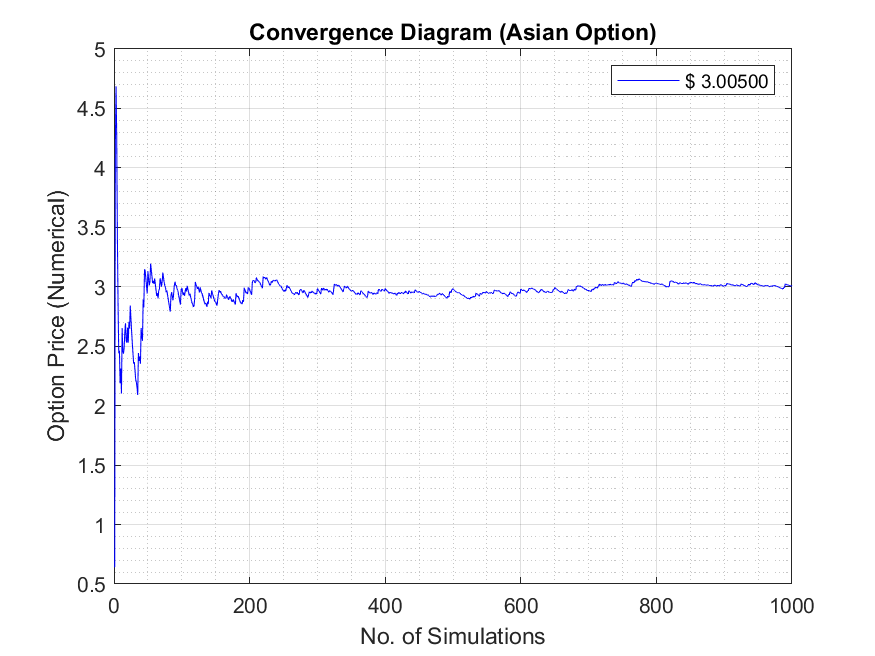 Convergence Diagram (Asian Option)
$ 3.00500
Option Price (Numerical)
5
4.5
4
3.5
3
2.5
2
1.5
1
0.5
0 200 400 600 800 1000
No. of Simulations